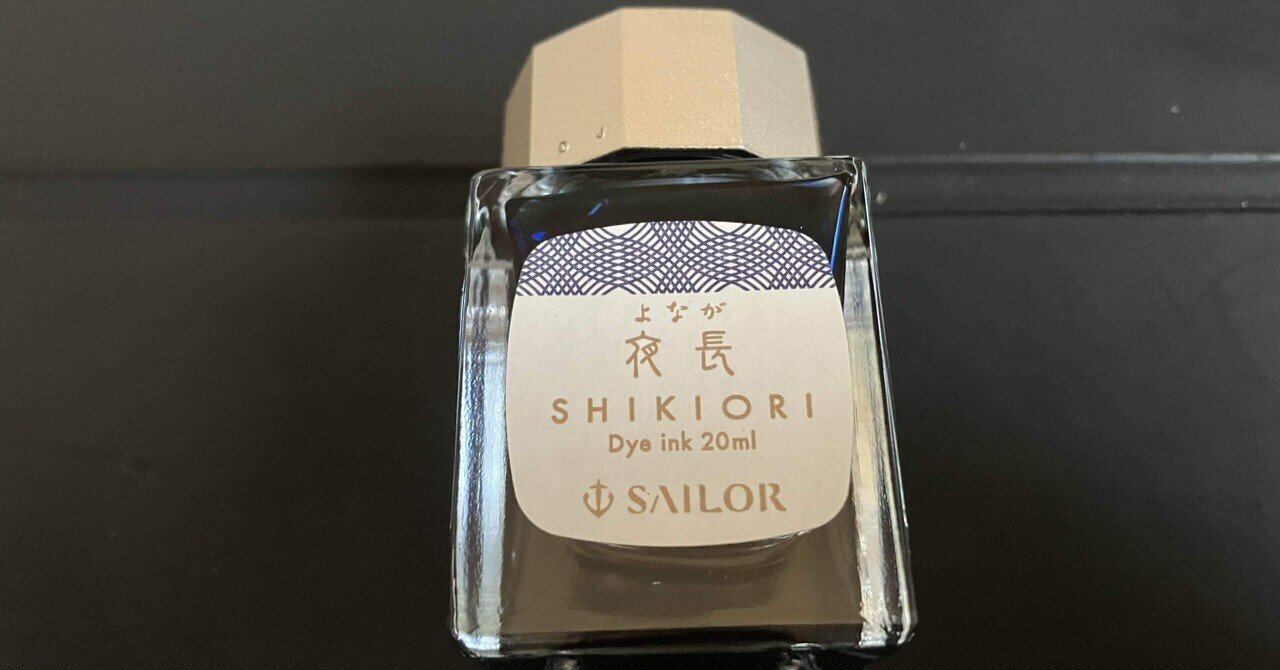 よなが
夜長
SHIKIORI
Dye ink 20ml
SAILOR